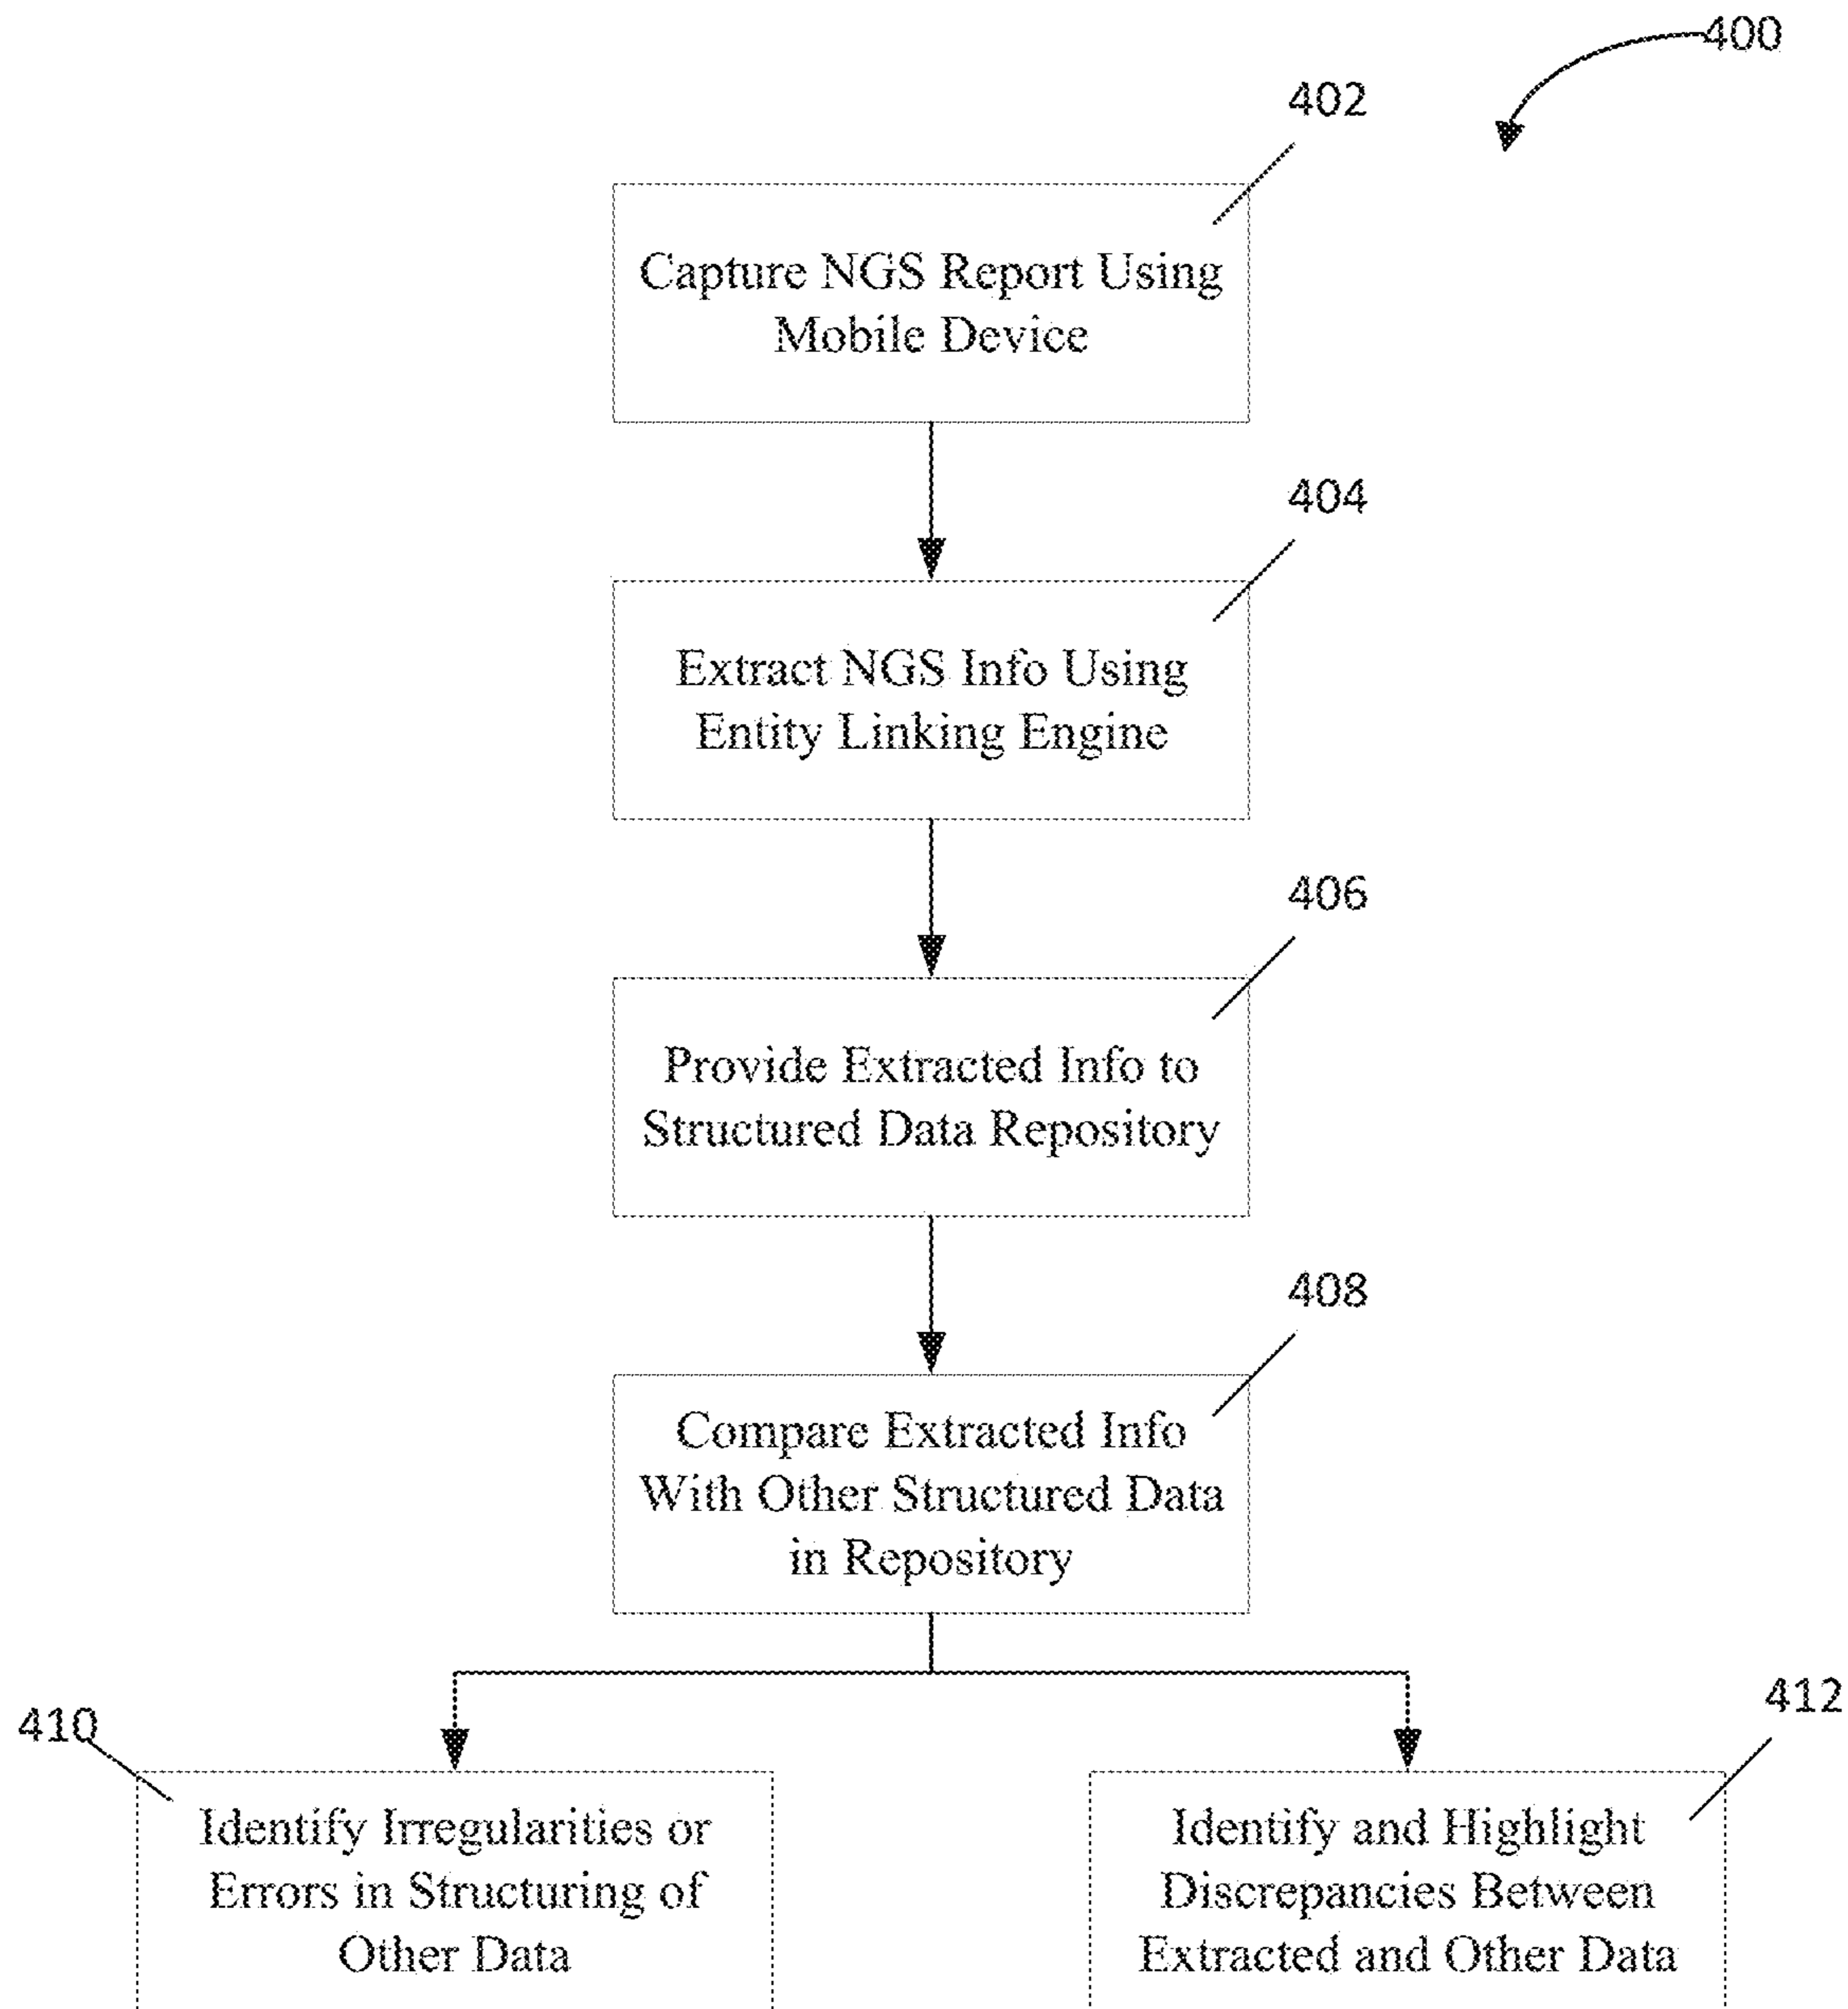 400
402
Capture NGS Report Using
Mobile Device
404
Extract NGS Info Using
Entity Linking Engine
406
Provide Extracted Info to
Structured Data Repository
408
Compare Extracted Info
With Other Structured Data
in Repository
410
Identify Irregularities or
Errors in Structuring of
Other Data
412
Identify and Highlight
Discrepancies Between
Extracted and Other Data